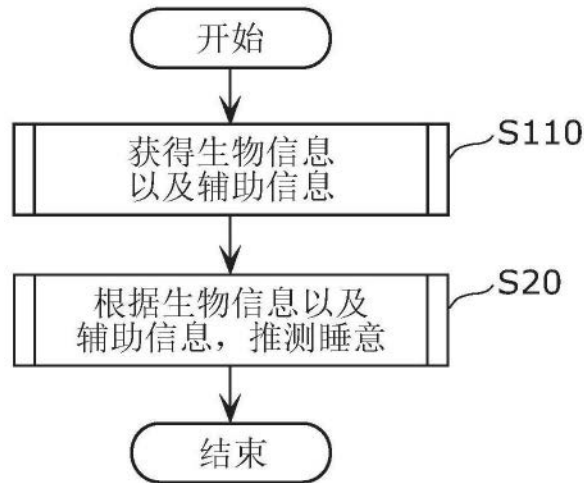 开始
获得生物信息
以及辅助信息
S110
根据生物信息以及
辅助信息，推测睡意
S20
结束